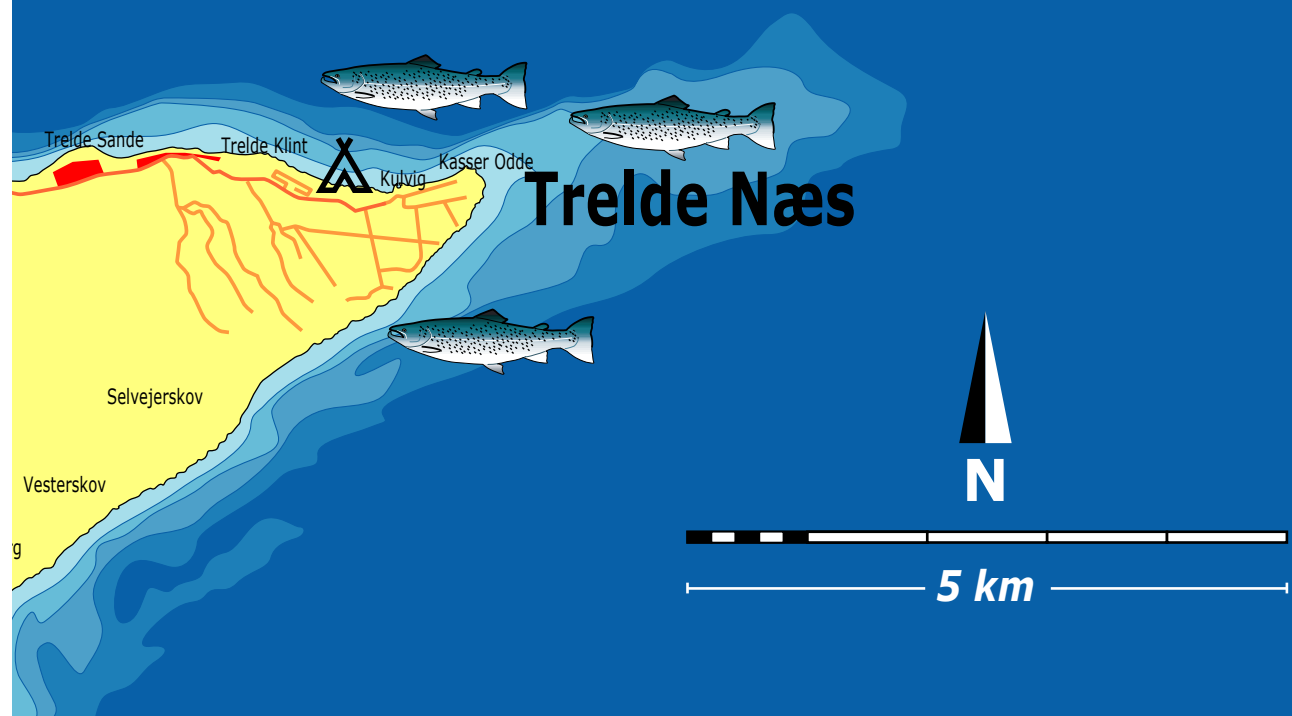 Trelde Sande
Trelde Klint
Kasser Odde
Kulvig
Trelde Næs
Selvejerskov
Vesterskov
N
5 km